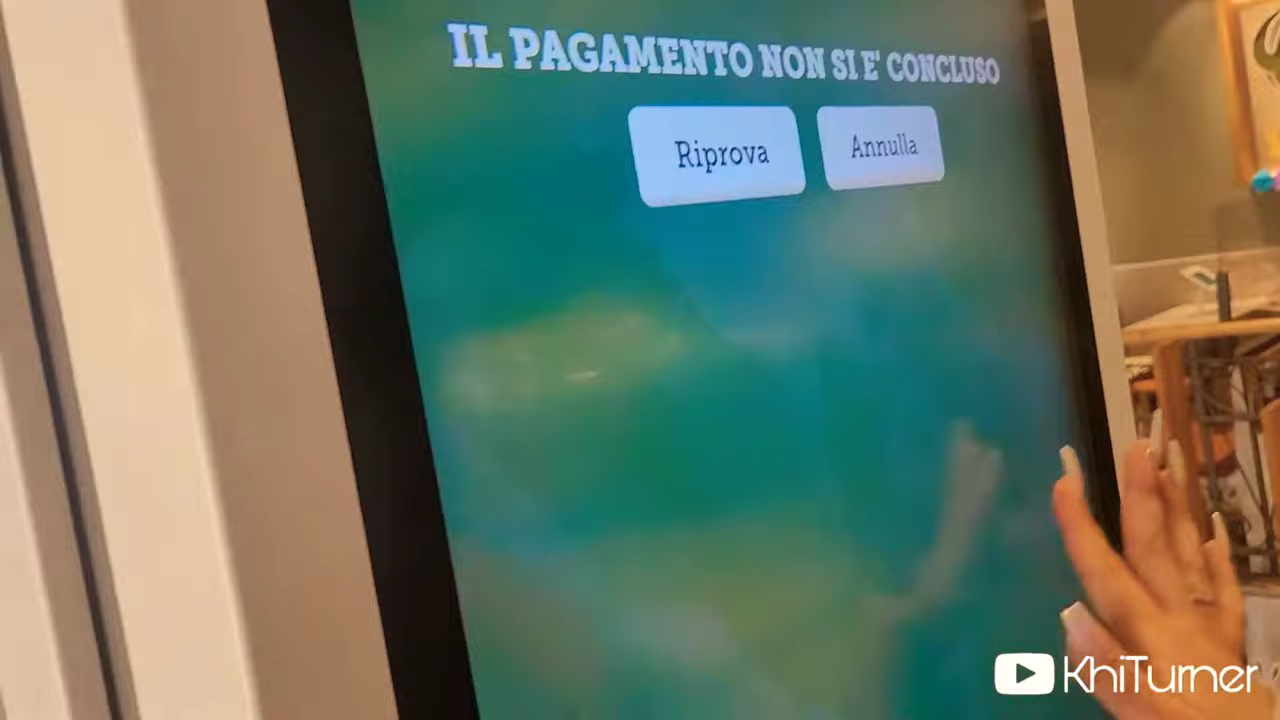 IL PAGAMENTO NON SI E' CONCLUSO
Riprova
Annulla
KhiTurner